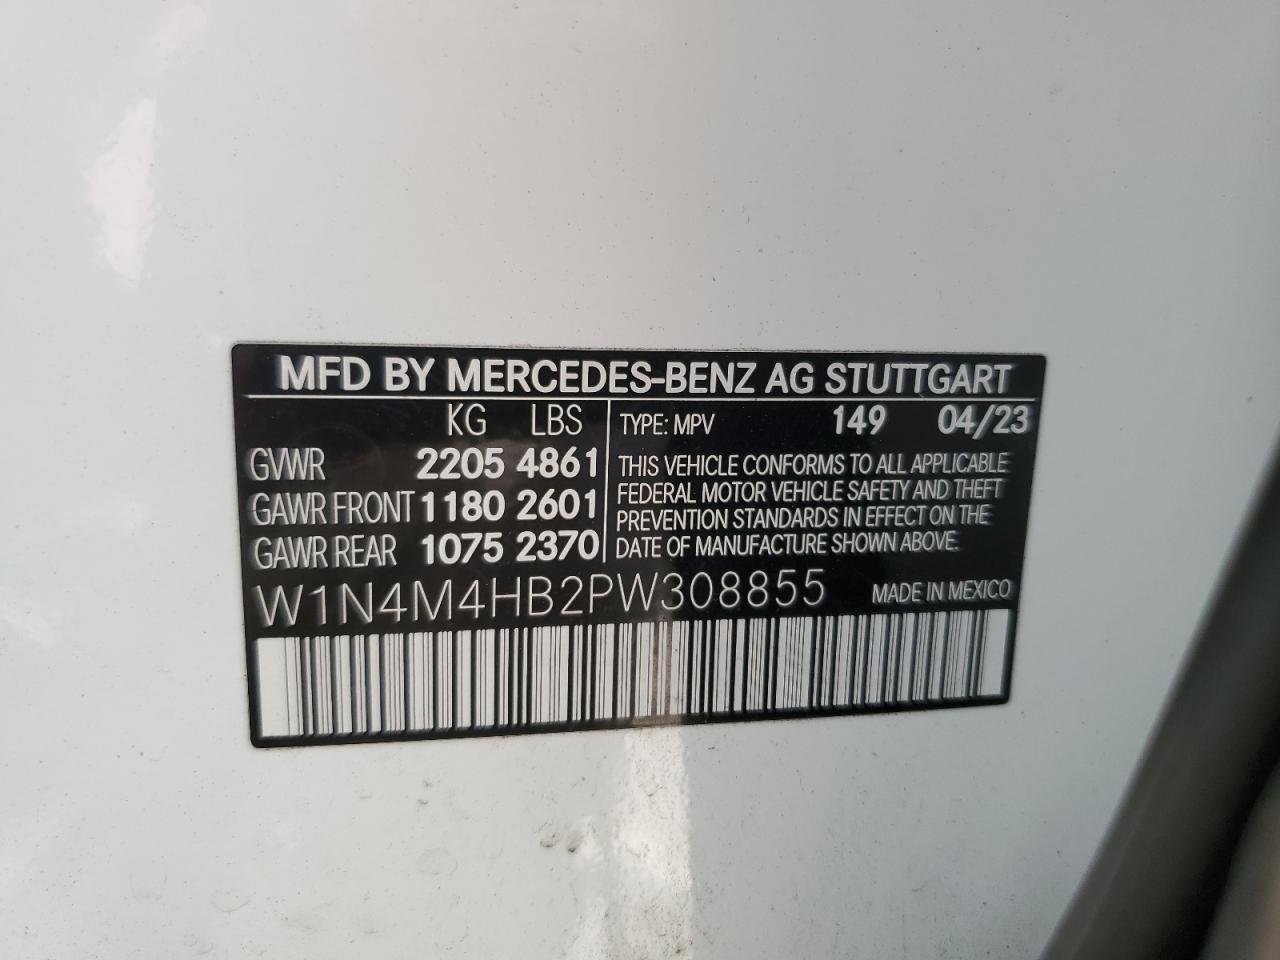 MFD BY MERCEDES-BENZ AG STUTTGART
KG LBS
GVWR 2205 4861
GAWR FRONT 1180 2601
GAWR REAR 1075 2370
TYPE: MPV 149 04/23
THIS VEHICLE CONFORMS TO ALL APPLICABLE
FEDERAL MOTOR VEHICLE SAFETY AND THEFT
PREVENTION STANDARDS IN EFFECT ON THE
DATE OF MANUFACTURE SHOWN ABOVE.
W1N4M4HB2PW308855 MADE IN MEXICO